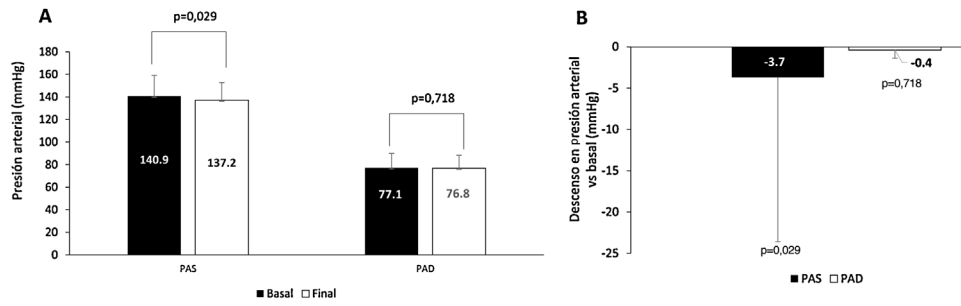 A
p=0,029
p=0,718
Presión arterial (mmHg)
180
160
140
120
100
80
60
40
20
0
140.9
137.2
77.1
76.8
PAS
PAD
Basal
Final
B
Descenso en presión arterial
vs basal (mmHg)
0
-5
-10
-15
-20
-25
-3.7
-0.4
p=0,718
p=0,029
PAS
PAD